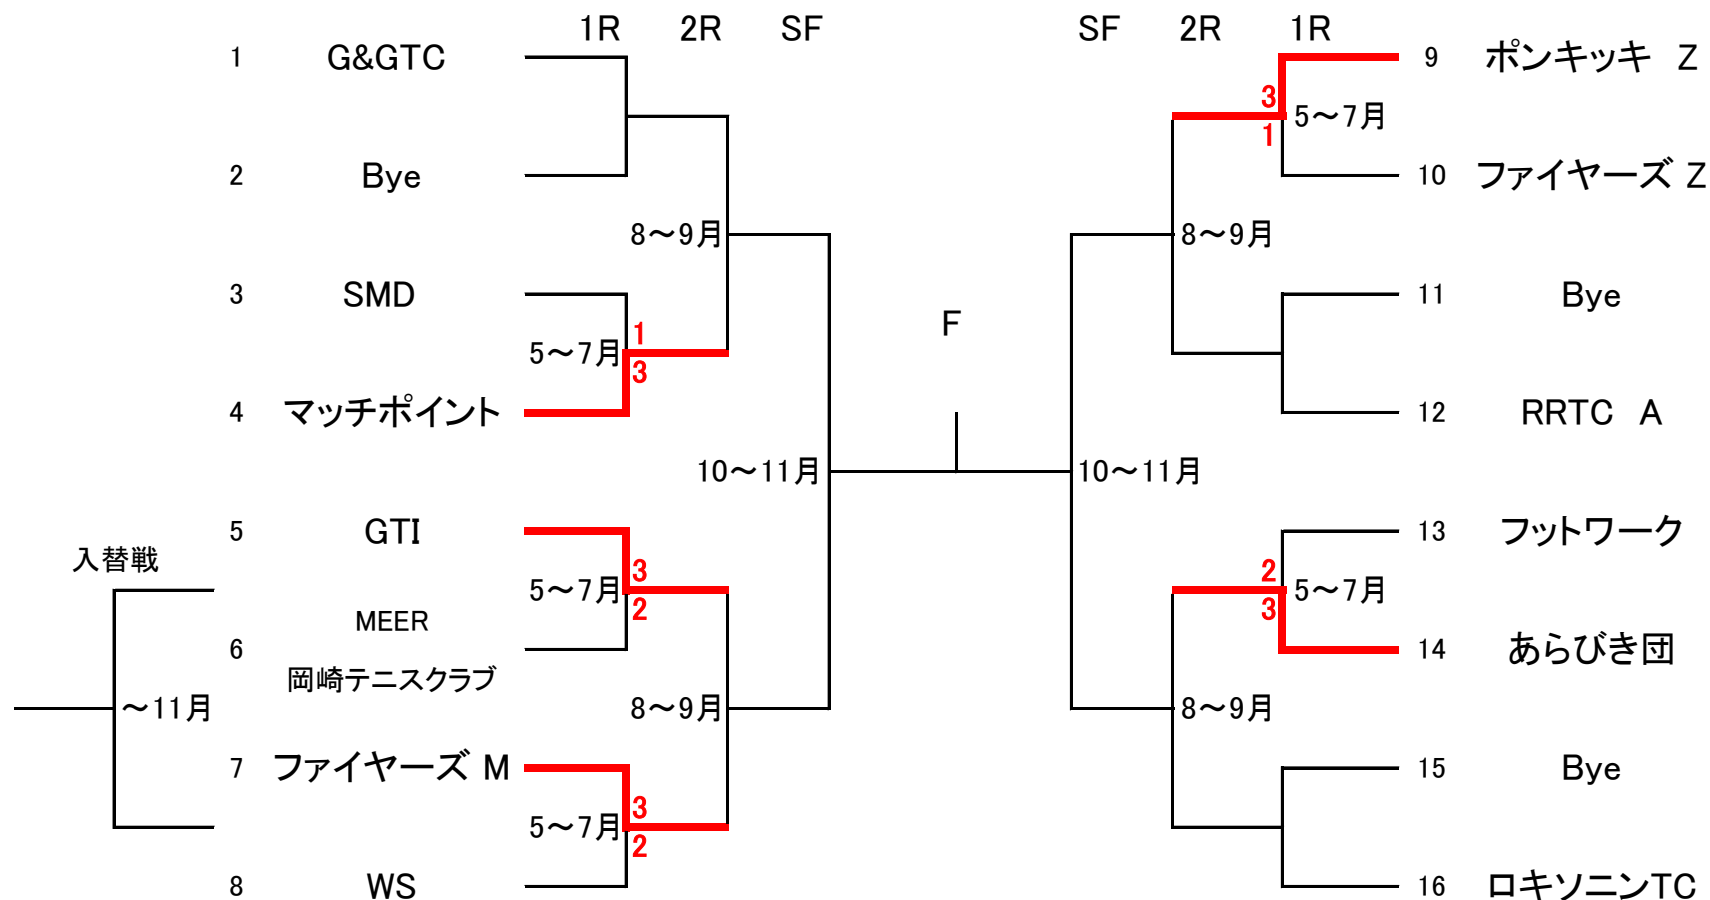 1R 2R SF SF 2R 1R
1 G&GTC
2 Bye
8～9月
3 SMD
5～7月 1 3
4 マッチポイント
10～11月
5 GTI
5～7月 3 2
6 MEER
岡崎テニスクラブ
8～9月
7 ファイヤーズ M
5～7月 3 2
8 WS
入替戦
～11月
F
9 ポンキッキ Z
3 1 5～7月
10 ファイヤーズ Z
8～9月
11 Bye
12 RRTC A
10～11月
13 フットワーク
2 3 5～7月
14 あらびき団
8～9月
15 Bye
16 ロキソニンTC